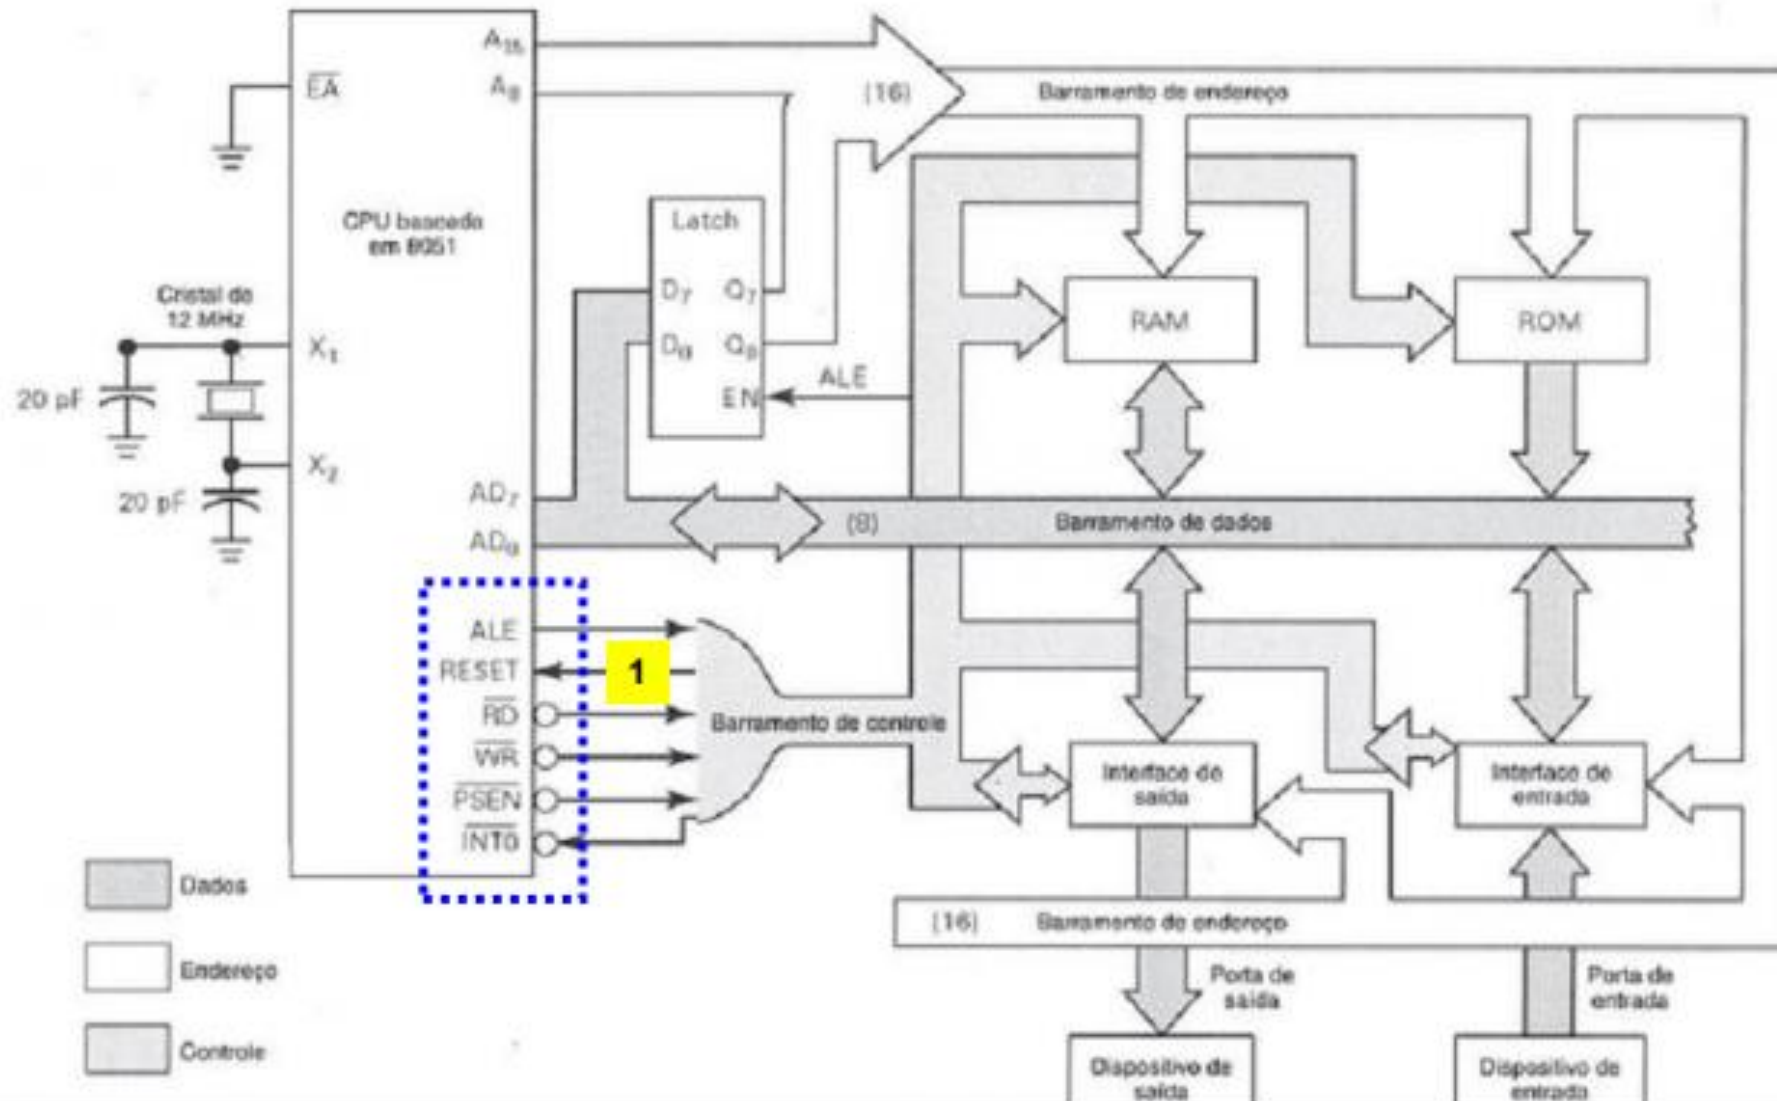 A15
EA
A8
(16)
Barramento de endereço
CPU baseada
em 8051
Latch
Cristal de
12 MHz
D7 Q7
RAM
ROM
X1
D0 Q0
20 pF
ALE
EN
X2
20 pF
AD7
(8)
Barramento de dados
AD0
ALE
RESET
1
RD
Barramento de controle
WR
PSEN
INT0
Interface de
saída
Interface de
entrada
Dados
(16)
Barramento de endereço
Endereço
Porta de
saída
Porta de
entrada
Controle
Dispositivo de
saída
Dispositivo de
entrada